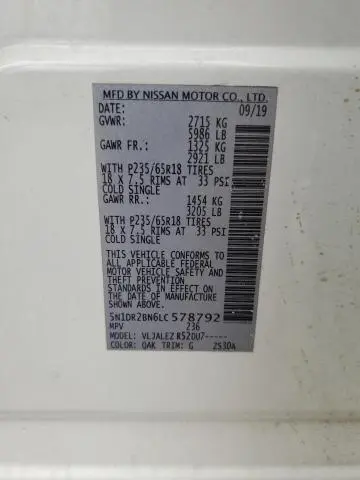 MFD BY NISSAN MOTOR CO., LTD.
DATE: 09/19
GVWR: 2715 KG
5986 LB
GAWR FR.: 1325 KG
2921 LB
WITH P235/65R18 TIRES
18 X 7.5 RIMS AT 33 PSI
COLD SINGLE
GAWR RR.: 1454 KG
3205 LB
WITH P235/65R18 TIRES
18 X 7.5 RIMS AT 33 PSI
COLD SINGLE
THIS VEHICLE CONFORMS TO
ALL APPLICABLE FEDERAL
MOTOR VEHICLE SAFETY
AND THEFT PREVENTION
STANDARDS IN EFFECT ON
THE DATE OF MANUFACTURE
SHOWN ABOVE.
5N1DR2BN6LC578792
MPV 236
MODEL: VLJALEZ R52DU7-----
COLOR: QAK TRIM: G 2S30A